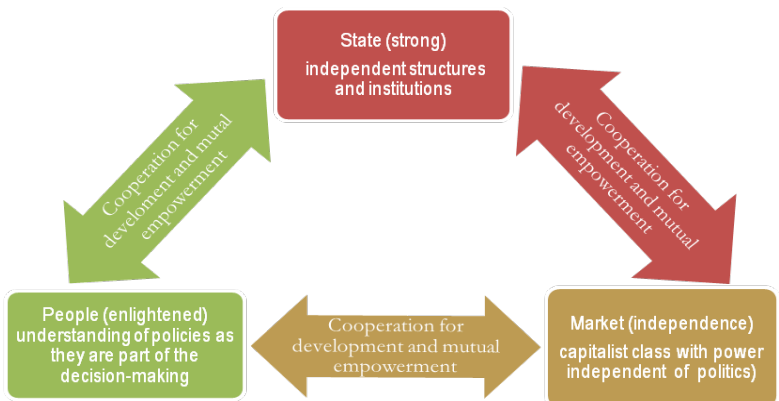 State (strong)
independent structures
and institutions
Cooperation for
develoment and mutal
empowerment
Cooperation for
development and mutual
empowerment
People (enlightened)
understanding of policies as
they are part of the
decision-making
Cooperation for
development and mutual
empowerment
Market (independence)
capitalist class with power
independent of politics)